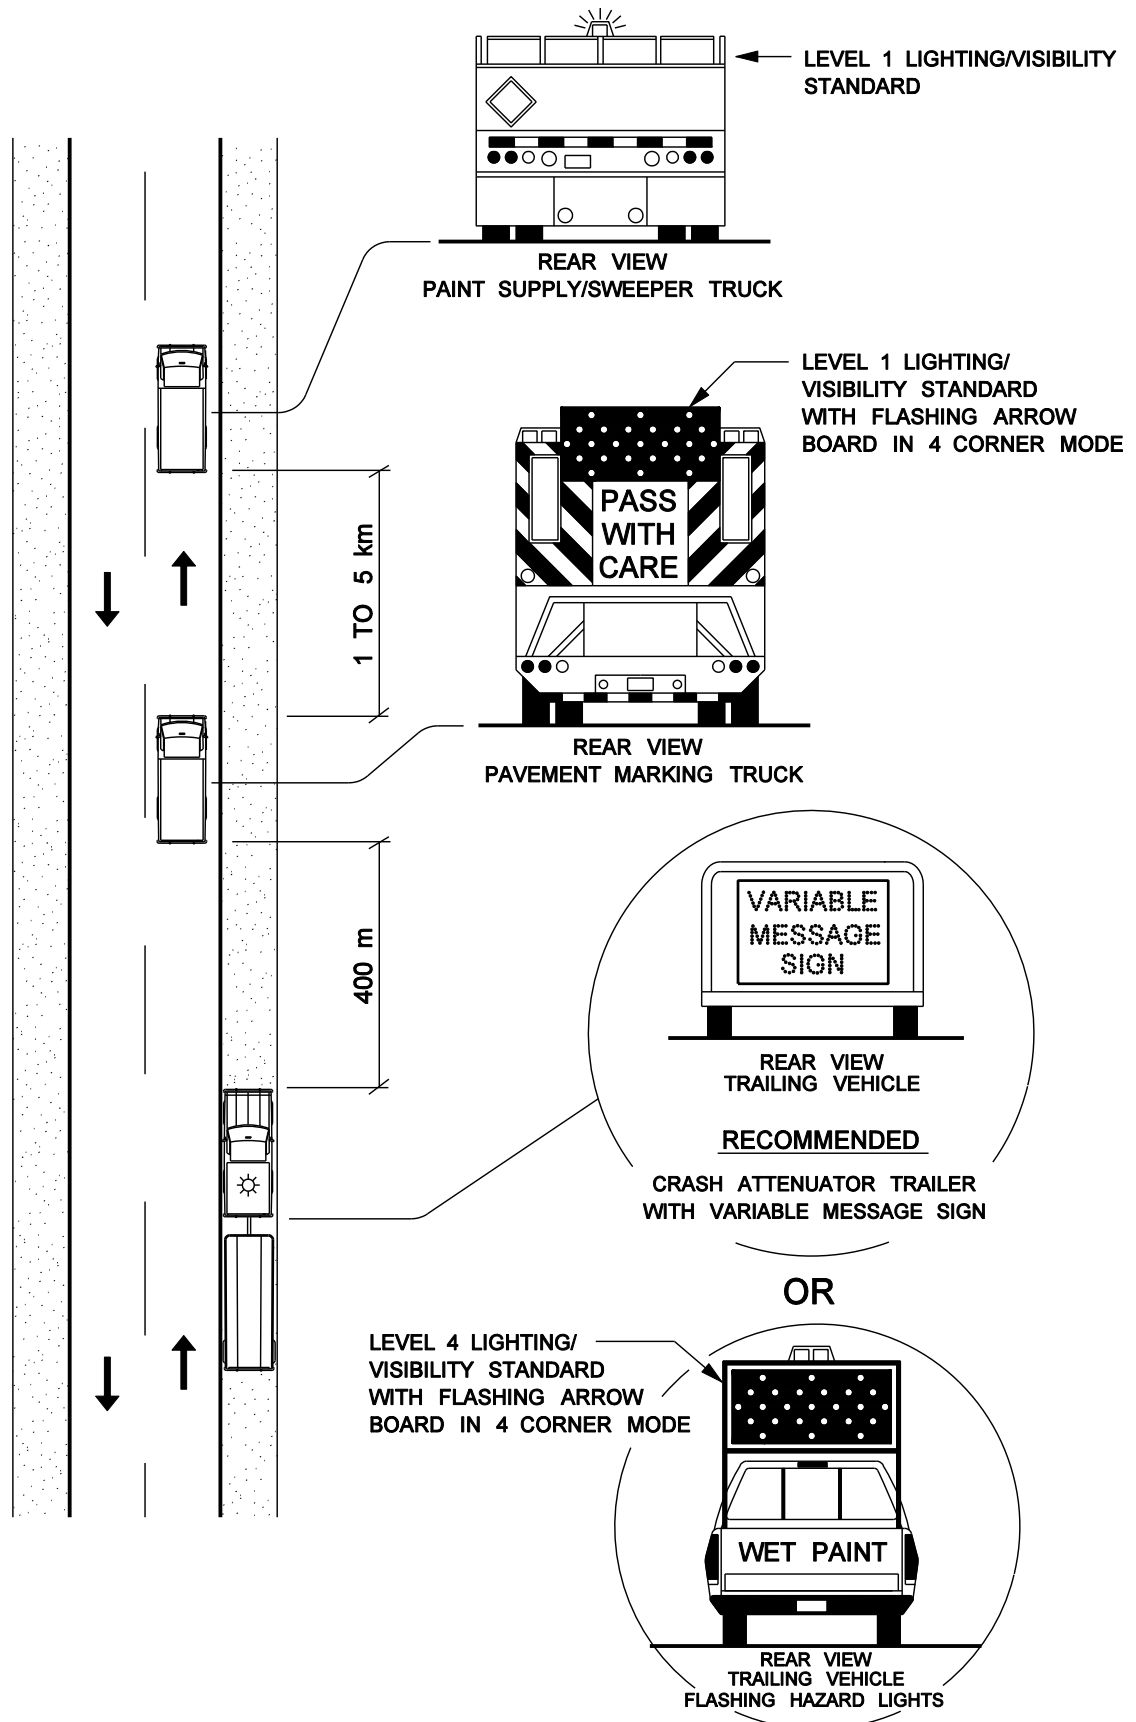 LEVEL 1 LIGHTING/VISIBILITY
STANDARD
REAR VIEW
PAINT SUPPLY/SWEEPER TRUCK
LEVEL 1 LIGHTING/
VISIBILITY STANDARD
WITH FLASHING ARROW
BOARD IN 4 CORNER MODE
PASS
WITH
CARE
1 TO 5 km
REAR VIEW
PAVEMENT MARKING TRUCK
400 m
VARIABLE
MESSAGE
SIGN
REAR VIEW
TRAILING VEHICLE
RECOMMENDED
CRASH ATTENUATOR TRAILER
WITH VARIABLE MESSAGE SIGN
OR
LEVEL 4 LIGHTING/
VISIBILITY STANDARD
WITH FLASHING ARROW
BOARD IN 4 CORNER MODE
WET PAINT
REAR VIEW
TRAILING VEHICLE
FLASHING HAZARD LIGHTS